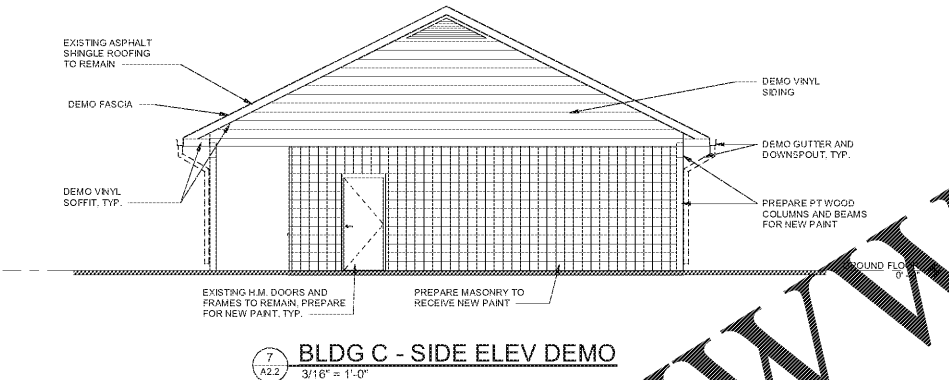 EXISTING ASPHALT
SHINGLE ROOFING
TO REMAIN
DEMO FASCIA
DEMO VINYL
SOFFIT, TYP.
DEMO VINYL
SIDING
DEMO GUTTER AND
DOWNSPOUT, TYP.
PREPARE PT WOOD
COLUMNS AND BEAMS
FOR NEW PAINT
GROUND FLOOR
EXISTING H.M. DOORS AND
FRAMES TO REMAIN, PREPARE
FOR NEW PAINT, TYP.
PREPARE MASONRY TO
RECEIVE NEW PAINT
7
A2.2
BLDG C - SIDE ELEV DEMO
3/16" = 1'-0"
WW